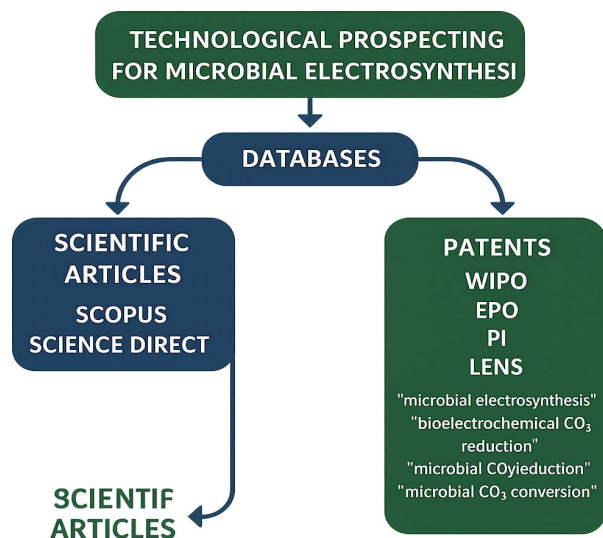 TECHNOLOGICAL PROSPECTING
FOR MICROBIAL ELECTROSYNTHESI
DATABASES
SCIENTIFIC
ARTICLES
SCOPUS
SCIENCE DIRECT
PATENTS
WIPO
EPO
PI
LENS
"microbial electrosynthesis"
"bioelectrochemical CO₃
reduction"
"microbial COyieduction"
"microbial CO₃ conversion"
SCIENTIF
ARTICLES